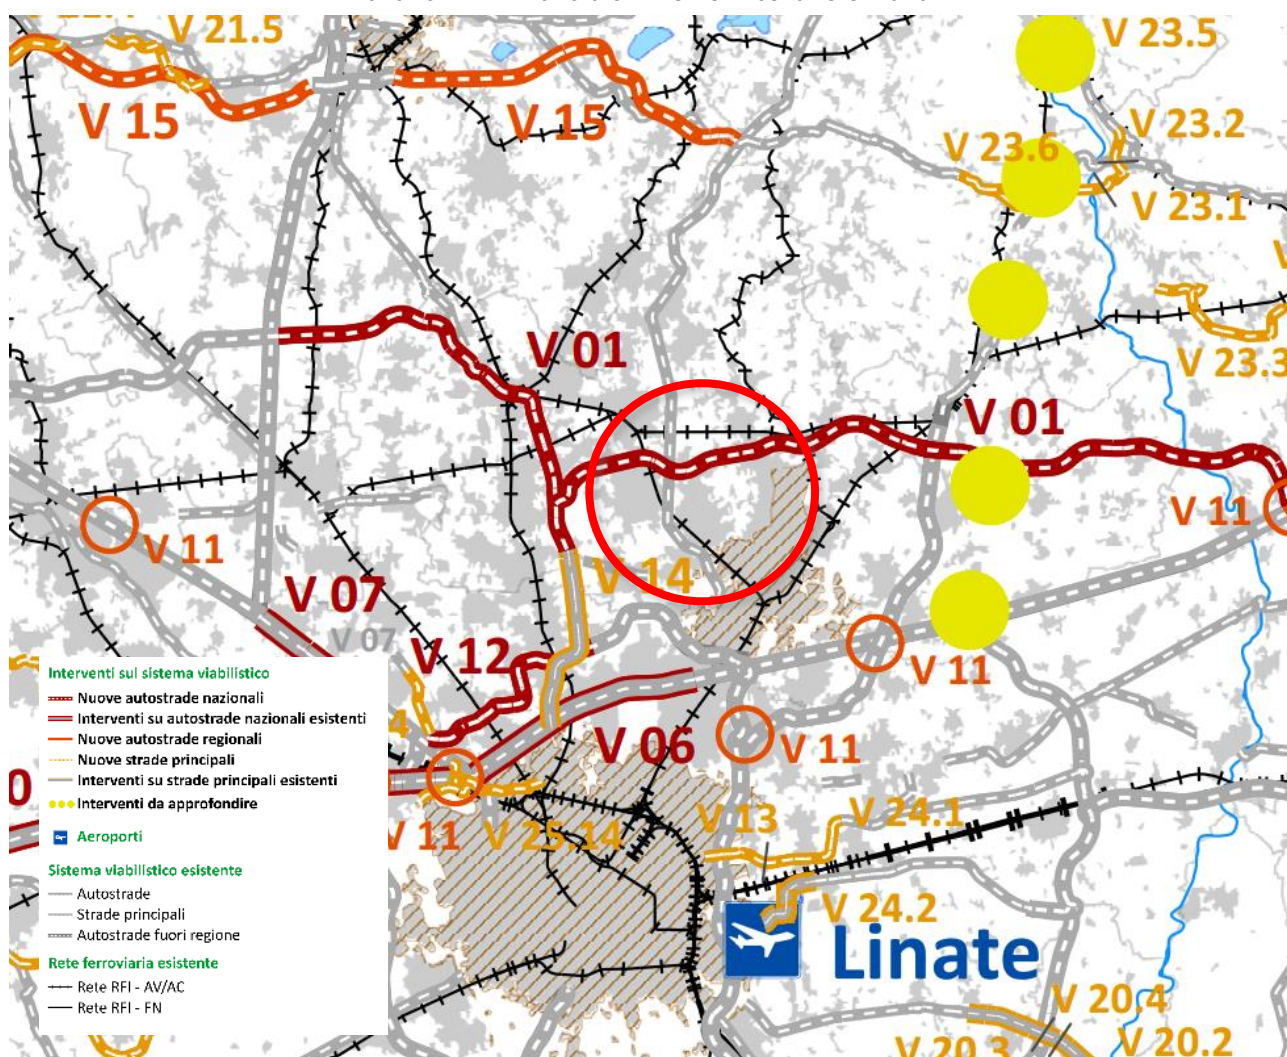 V 21.5
V 23.5
V 15
V 15
V 23.2
V 23.6
V 23.1
V 01
V 23.3
V 01
V 11
V 11
V 14
V 07
V 07
V 12
V 11
V 06
V 11
V 11
V 25.14
V 13
V 24.1
V 24.2
Linate
V 20.4
V 20.3
V 20.2
Interventi sul sistema viabilistico
Nuove autostrade nazionali
Interventi su autostrade nazionali esistenti
Nuove autostrade regionali
Nuove strade principali
Interventi su strade principali esistenti
Interventi da approfondire
Aeroporti
Sistema viabilistico esistente
Autostrade
Strade principali
Autostrade fuori regione
Rete ferroviaria esistente
Rete RFI - AV/AC
Rete RFI - FN